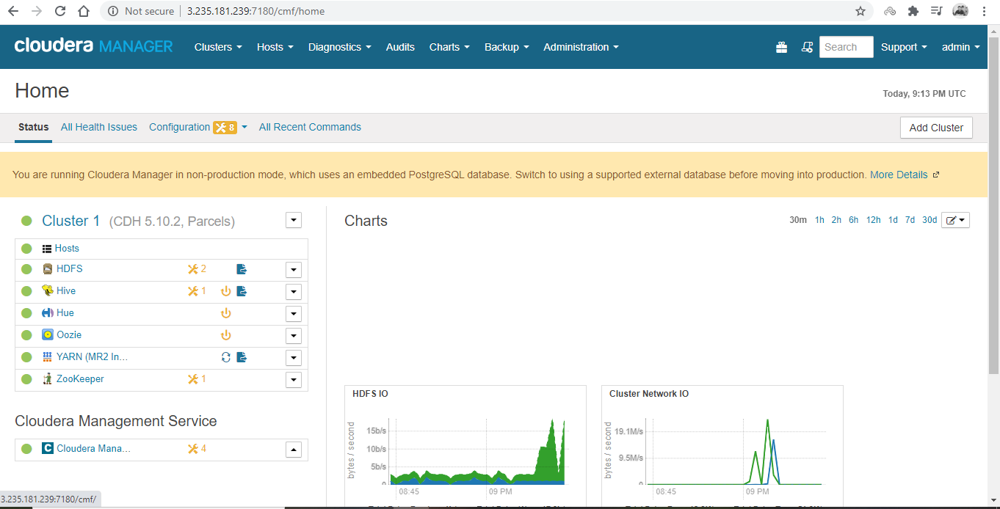 Not secure 3.235.181.239:7180/cmf/home
cloudera MANAGER Clusters Hosts Diagnostics Audits Charts Backup Administration Search Support admin
Home
Today, 9:13 PM UTC
Status All Health Issues Configuration 8 All Recent Commands Add Cluster
You are running Cloudera Manager in non-production mode, which uses an embedded PostgreSQL database. Switch to using a supported external database before moving into production. More Details
Cluster 1 (CDH 5.10.2, Parcels)
Hosts
HDFS 2
Hive 1
Hue
Oozie
YARN (MR2 In...
ZooKeeper 1
Cloudera Management Service
C Cloudera Mana... 4
Charts
30m 1h 2h 6h 12h 1d 7d 30d
HDFS IO
bytes / second
15b/s
10b/s
5b/s
0
08:45 09 PM
Cluster Network IO
bytes / second
19.1M/s
9.5M/s
0
08:45 09 PM
3.235.181.239:7180/cmf/